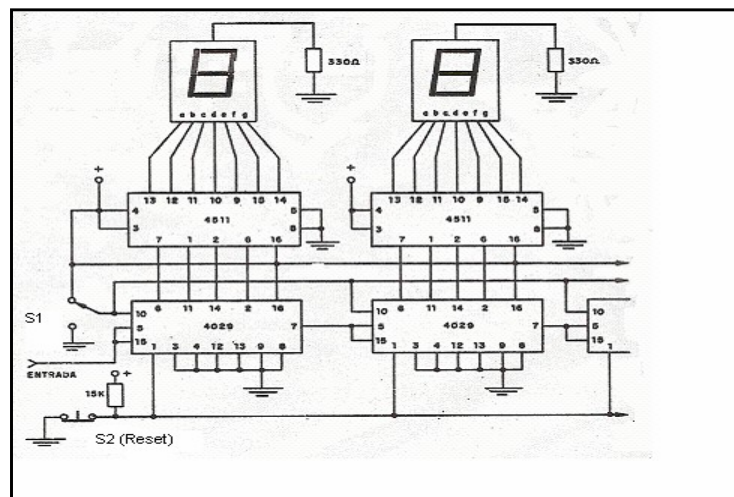 330Ω 330Ω
a b c d e f g a b c d e f g
+ +
13 12 11 10 9 15 14 13 12 11 10 9 15 14
4 4511 5 4 4511 5
3 8 3 8
7 1 2 6 16 7 1 2 6 16
S1
6 11 14 2 16 6 11 14 2 16
10 10 10
5 4029 7 5 4029 7 5
15 1 3 4 12 13 9 8 15 1 3 4 12 13 9 8 15 1
ENTRADA
+
15K
S2 (Reset)